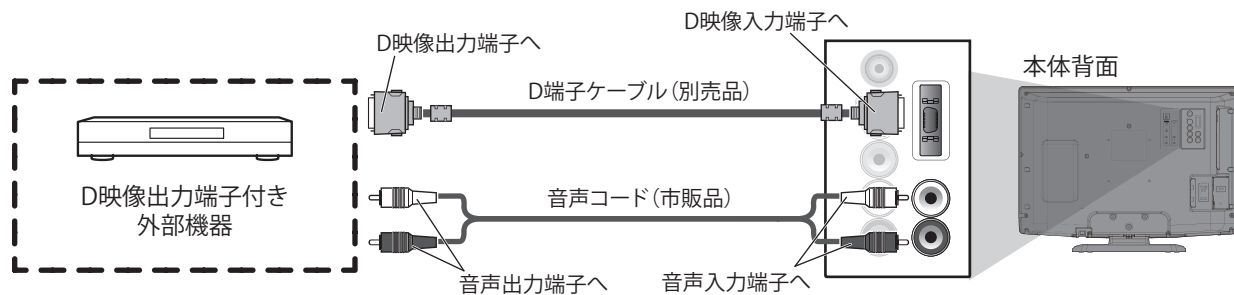 D映像入力端子へ
D映像出力端子へ
本体背面
D端子ケーブル（別売品）
D映像出力端子付き
外部機器
音声コード（市販品）
音声出力端子へ
音声入力端子へ